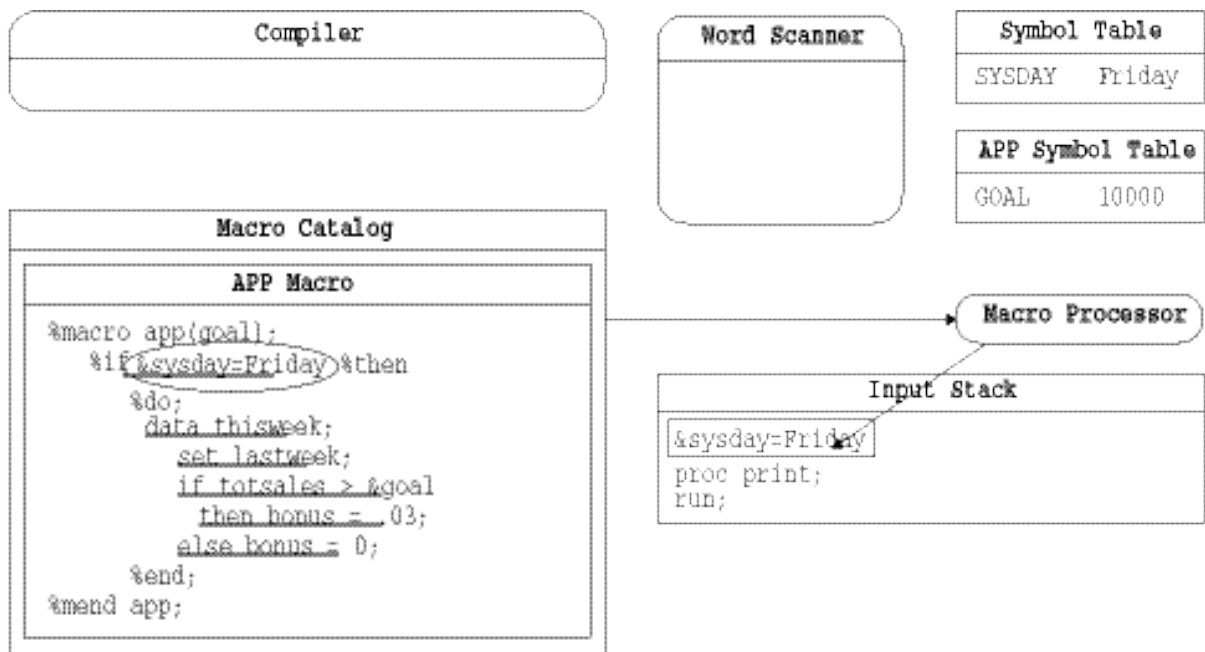 Compiler
Word Scanner
Symbol Table
SYSDAY Friday
APP Symbol Table
GOAL 10000
Macro Catalog
APP Macro
%macro app(goal);
%if &sysday=Friday %then
%do;
data thisweek;
set lastweek;
if totsales > &goal
then bonus = .03;
else bonus = 0;
%end;
%mend app;
Macro Processor
Input Stack
&sysday=Friday
proc print;
run;